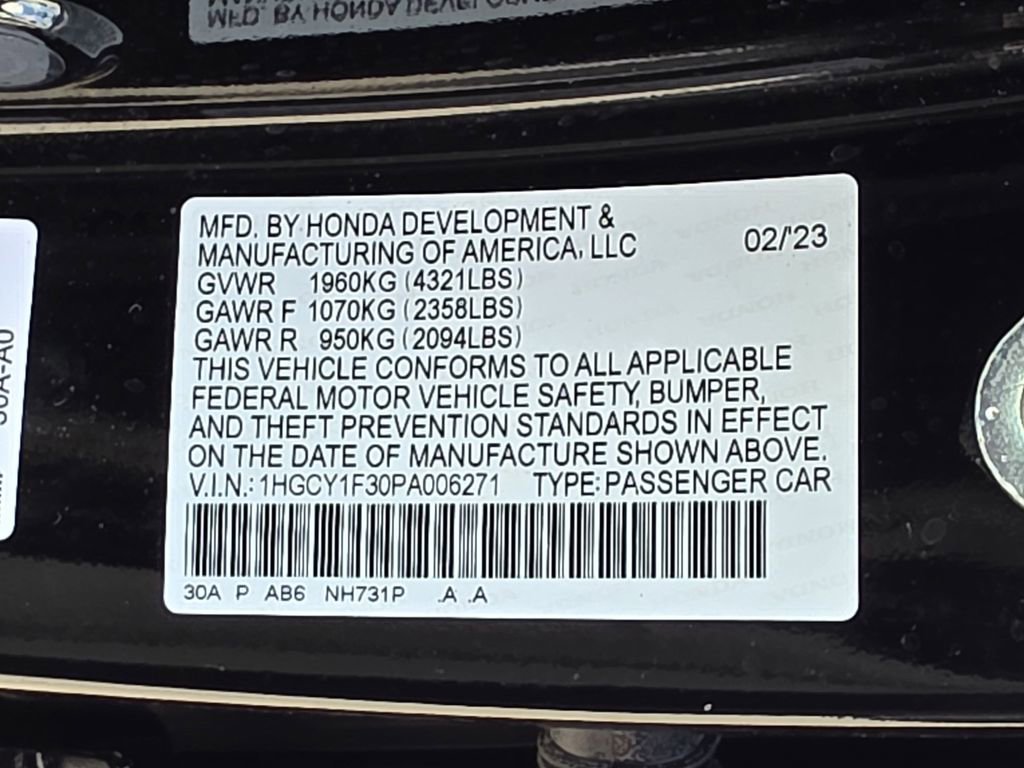 MFD. BY HONDA DEVELOPMENT &
MANUFACTURING OF AMERICA, LLC 02/'23
GVWR 1960KG (4321LBS)
GAWR F 1070KG (2358LBS)
GAWR R 950KG (2094LBS)
THIS VEHICLE CONFORMS TO ALL APPLICABLE
FEDERAL MOTOR VEHICLE SAFETY, BUMPER,
AND THEFT PREVENTION STANDARDS IN EFFECT
ON THE DATE OF MANUFACTURE SHOWN ABOVE.
V.I.N.: 1HGCY1F30PA006271 TYPE: PASSENGER CAR
30A P AB6 NH731P .A .A